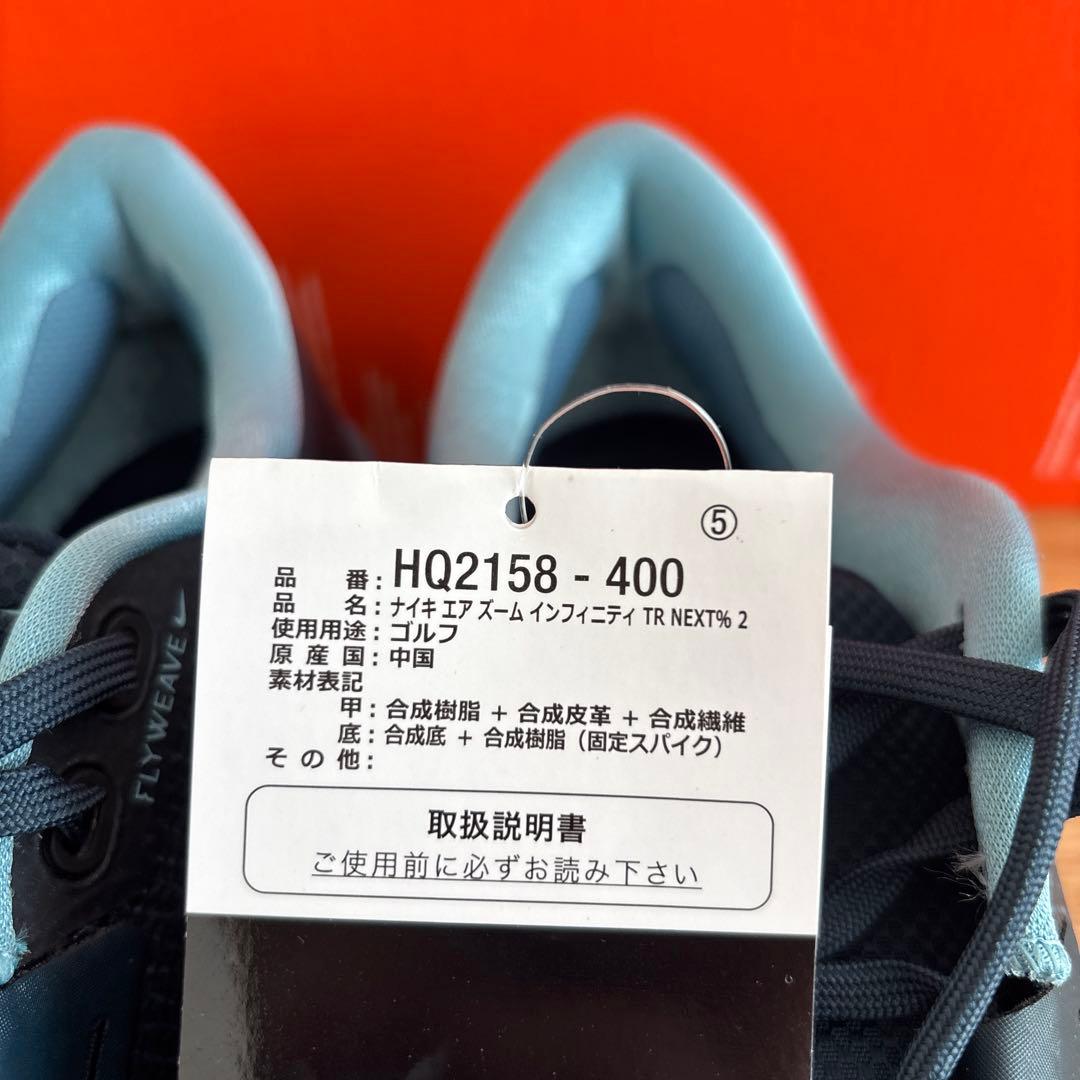 ⑤
品 番: HQ2158 - 400
品 名: ナイキ エア ズーム インフィニティ TR NEXT% 2
使用用途: ゴルフ
原産国: 中国
素材表記
甲: 合成樹脂 + 合成皮革 + 合成繊維
底: 合成底 + 合成樹脂（固定スパイク）
その他:
取扱説明書
ご使用前に必ずお読み下さい
FLYWEAVE